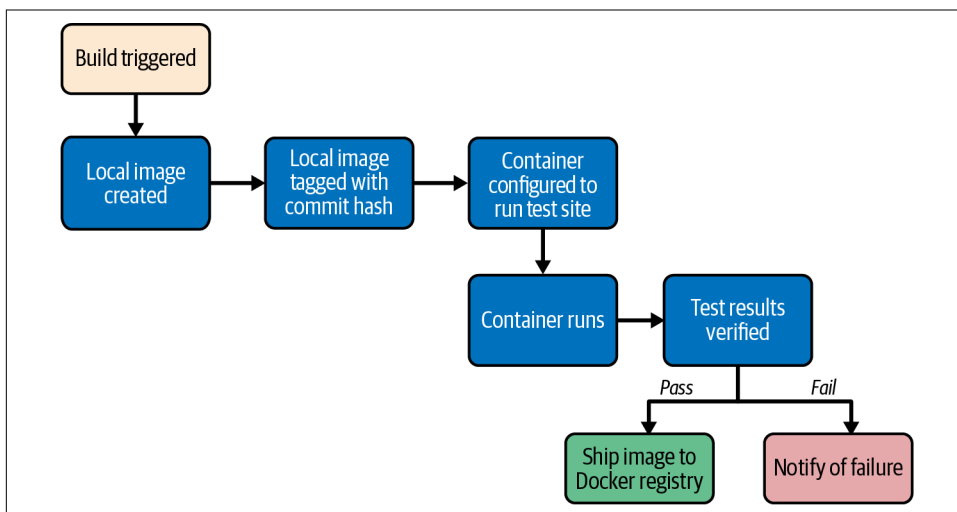 Build triggered
Local image
created
Local image
tagged with
commit hash
Container
configured to
run test site
Container runs
Test results
verified
Pass
Fail
Ship image to
Docker registry
Notify of failure